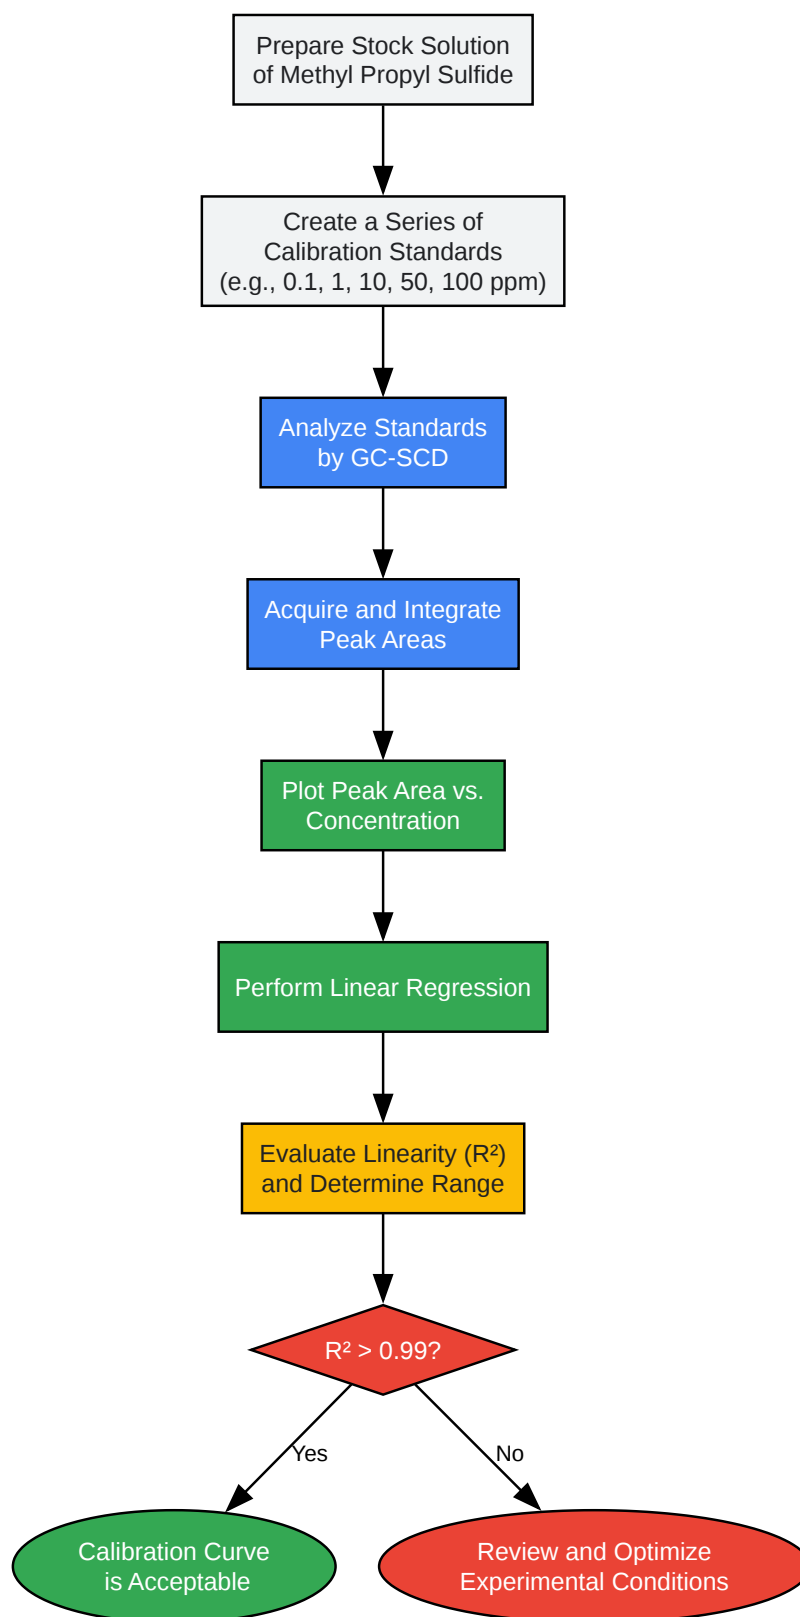 Prepare Stock Solution
of Methyl Propyl Sulfide
Create a Series of
Calibration Standards
(e.g., 0.1, 1, 10, 50, 100 ppm)
Analyze Standards
by GC-SCD
Acquire and Integrate
Peak Areas
Plot Peak Area vs.
Concentration
Perform Linear Regression
Evaluate Linearity (R²)
and Determine Range
R² > 0.99?
Yes
No
Calibration Curve
is Acceptable
Review and Optimize
Experimental Conditions